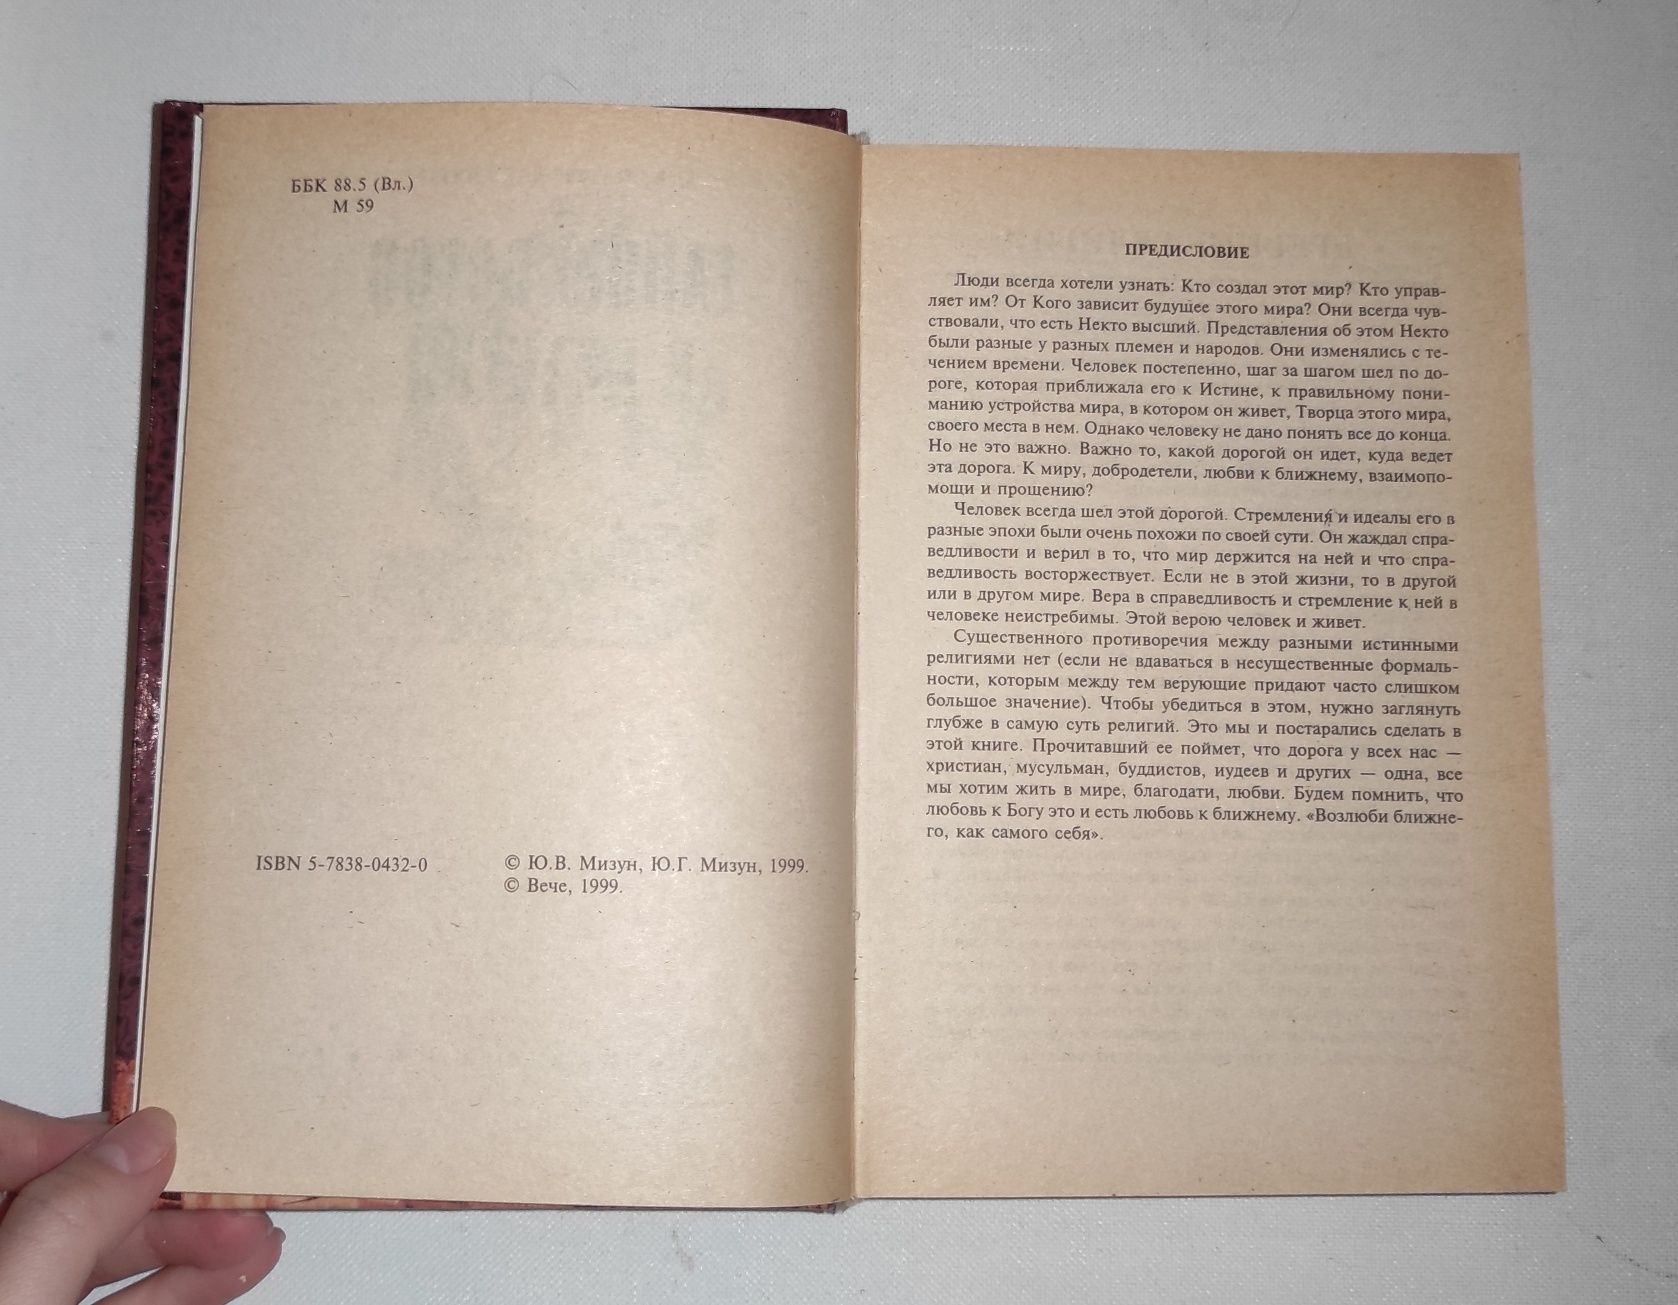 ББК 88.5 (Вл.)
М 59
ISBN 5-7838-0432-0
© Ю.В. Мизун, Ю.Г. Мизун, 1999.
© Вече, 1999.
ПРЕДИСЛОВИЕ
Люди всегда хотели узнать: Кто создал этот мир? Кто управ-
ляет им? От Кого зависит будущее этого мира? Они всегда чув-
ствовали, что есть Некто высший. Представления об этом Некто
были разные у разных племен и народов. Они изменялись с те-
чением времени. Человек постепенно, шаг за шагом шел по до-
роге, которая приближала его к Истине, к правильному пони-
манию устройства мира, в котором он живет, Творца этого мира,
своего места в нем. Однако человеку не дано понять все до конца.
Но не это важно. Важно то, какой дорогой он идет, куда ведет
эта дорога. К миру, добродетели, любви к ближнему, взаимопо-
мощи и прощению?
Человек всегда шел этой дорогой. Стремления и идеалы его в
разные эпохи были очень похожи по своей сути. Он жаждал спра-
ведливости и верил в то, что мир держится на ней и что спра-
ведливость восторжествует. Если не в этой жизни, то в другой
или в другом мире. Вера в справедливость и стремление к ней в
человеке неистребимы. Этой верою человек и живет.
Существенного противоречия между разными истинными
религиями нет (если не вдаваться в несущественные формаль-
ности, которым между тем верующие придают часто слишком
большое значение). Чтобы убедиться в этом, нужно заглянуть
глубже в самую суть религий. Это мы и постарались сделать в
этой книге. Прочитавший ее поймет, что дорога у всех нас —
христиан, мусульман, буддистов, иудеев и других — одна, все
мы хотим жить в мире, благодати, любви. Будем помнить, что
любовь к Богу это и есть любовь к ближнему. «Возлюби ближне-
го, как самого себя».